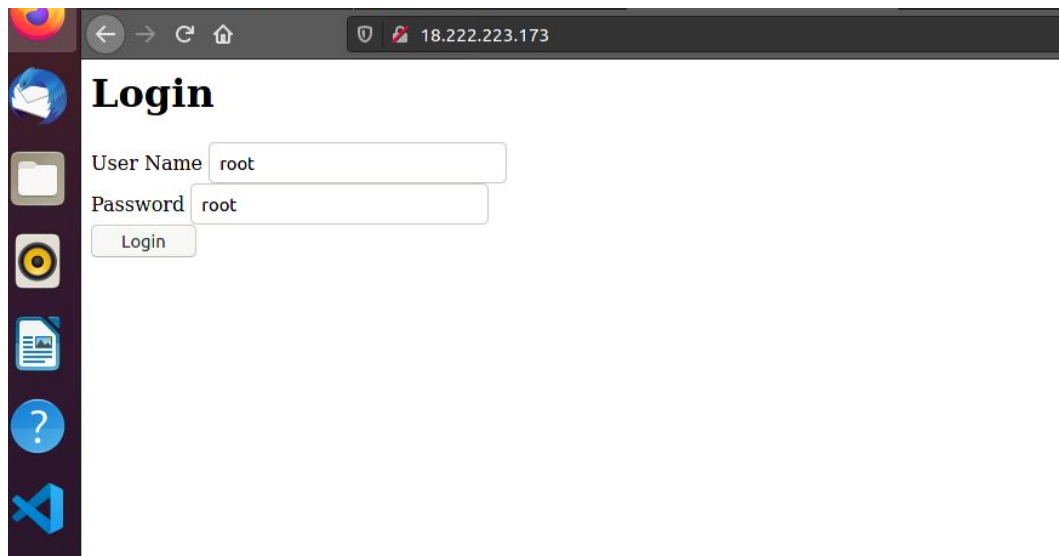 18.222.223.173
Login
User Name root
Password root
Login
?